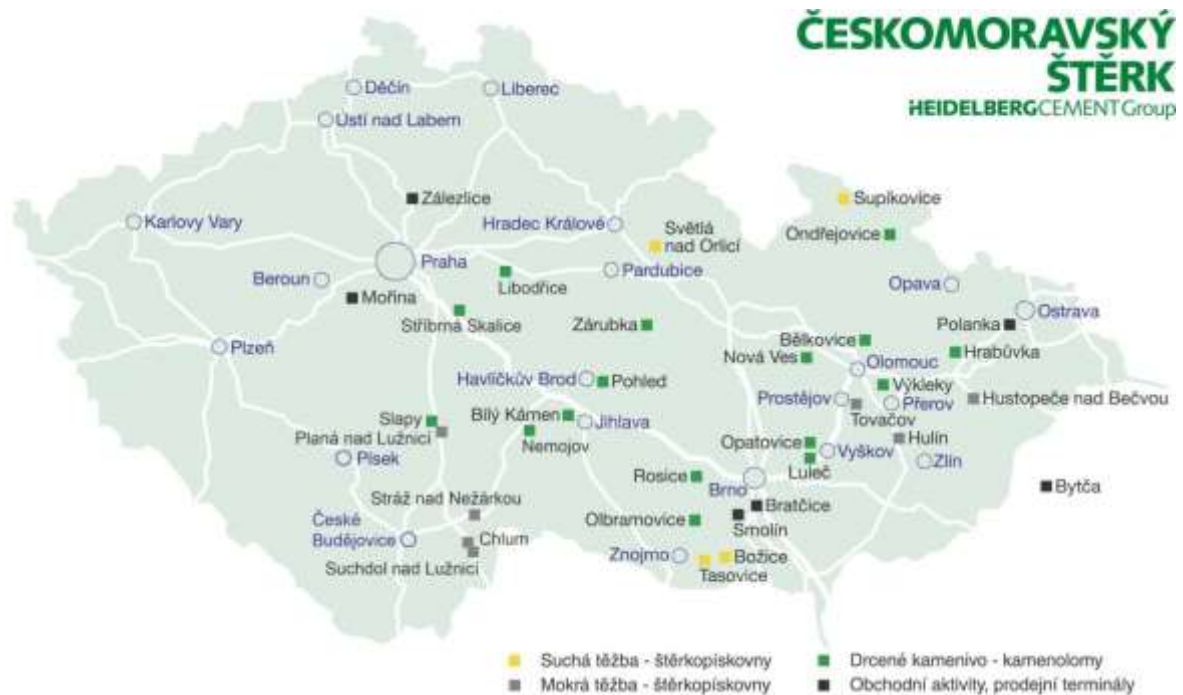 ČESKOMORAVSKÝ
ŠTĚRK
HEIDELBERGCEMENT Group
Děčín
Liberec
Ústí nad Labem
Zálezlice
Supíkovice
Karlovy Vary
Hradec Králové
Světlá
nad Orlicí
Ondřejovice
Praha
Beroun
Libodřice
Pardubice
Opava
Mořina
Ostrava
Stříbrná Skalice
Zárubka
Polanka
Bělkovice
Plzeň
Nová Ves
Olomouc
Hrabůvka
Havlíčkův Brod
Pohled
Výkleky
Prostějov
Přerov
Hustopeče nad Bečvou
Slapy
Bílý Kámen
Jihlava
Tovačov
Planá nad Lužnicí
Nemojov
Opatovice
Hulín
Písek
Vyškov
Zlín
Luleč
Rosice
Brno
Bytča
Stráž nad Nežárkou
Bratčice
Olbramovice
Smolín
České
Budějovice
Chlum
Suchdol nad Lužnicí
Znojmo
Božice
Tasovice
Suchá těžba - štěrkopískovny
Drcené kamenivo - kamenolomy
Mokrá těžba - štěrkopískovny
Obchodní aktivity, prodejní terminály